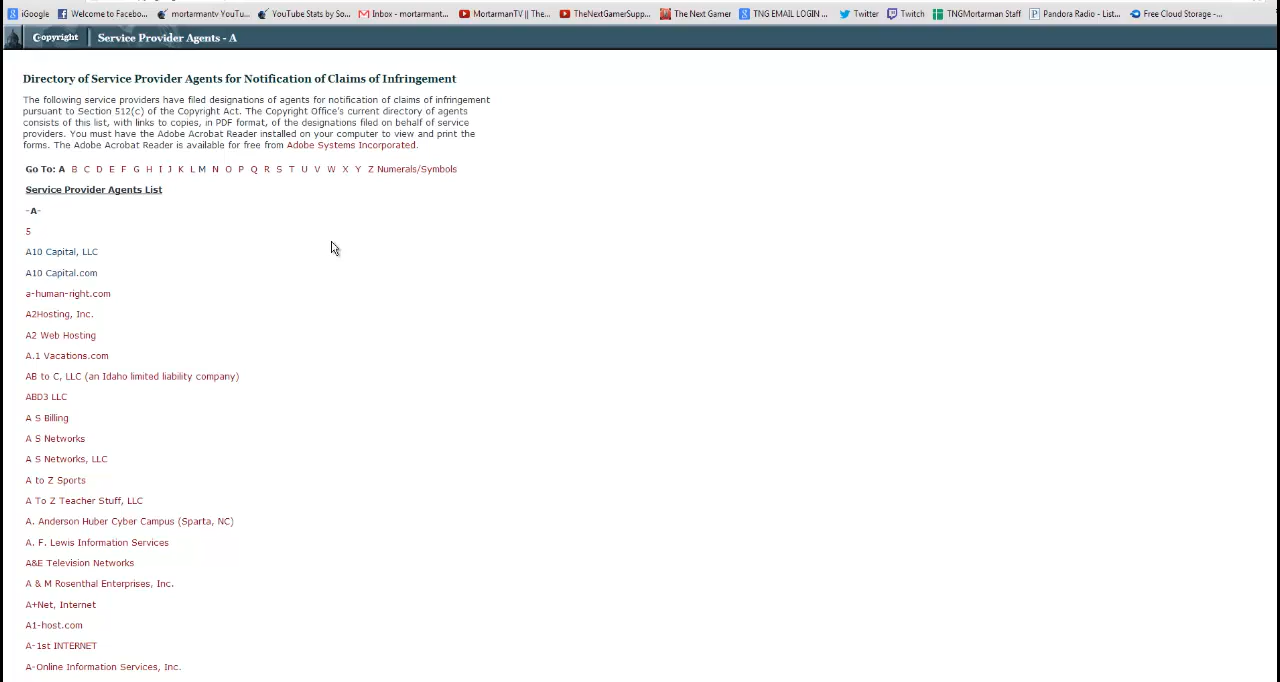 iGoogle Welcome to Facebo... mortarmantv YouTu... YouTube Stats by So... Inbox - mortarmant... MortarmanTV || The... TheNextGamerSupp... The Next Gamer TNG EMAIL LOGIN ... Twitter Twitch TNGMortarman Staff Pandora Radio - List... Free Cloud Storage -...
Copyright Service Provider Agents - A
Directory of Service Provider Agents for Notification of Claims of Infringement
The following service providers have filed designations of agents for notification of claims of infringement
pursuant to Section 512(c) of the Copyright Act. The Copyright Office's current directory of agents
consists of this list, with links to copies, in PDF format, of the designations filed on behalf of service
providers. You must have the Adobe Acrobat Reader installed on your computer to view and print the
forms. The Adobe Acrobat Reader is available for free from Adobe Systems Incorporated.
Go To: A B C D E F G H I J K L M N O P Q R S T U V W X Y Z Numerals/Symbols
Service Provider Agents List
-A-
5
A10 Capital, LLC
A10 Capital.com
a-human-right.com
A2Hosting, Inc.
A2 Web Hosting
A.1 Vacations.com
AB to C, LLC (an Idaho limited liability company)
ABD3 LLC
A S Billing
A S Networks
A S Networks, LLC
A to Z Sports
A To Z Teacher Stuff, LLC
A. Anderson Huber Cyber Campus (Sparta, NC)
A. F. Lewis Information Services
A&E Television Networks
A & M Rosenthal Enterprises, Inc.
A+Net, Internet
A1-host.com
A-1st INTERNET
A-Online Information Services, Inc.